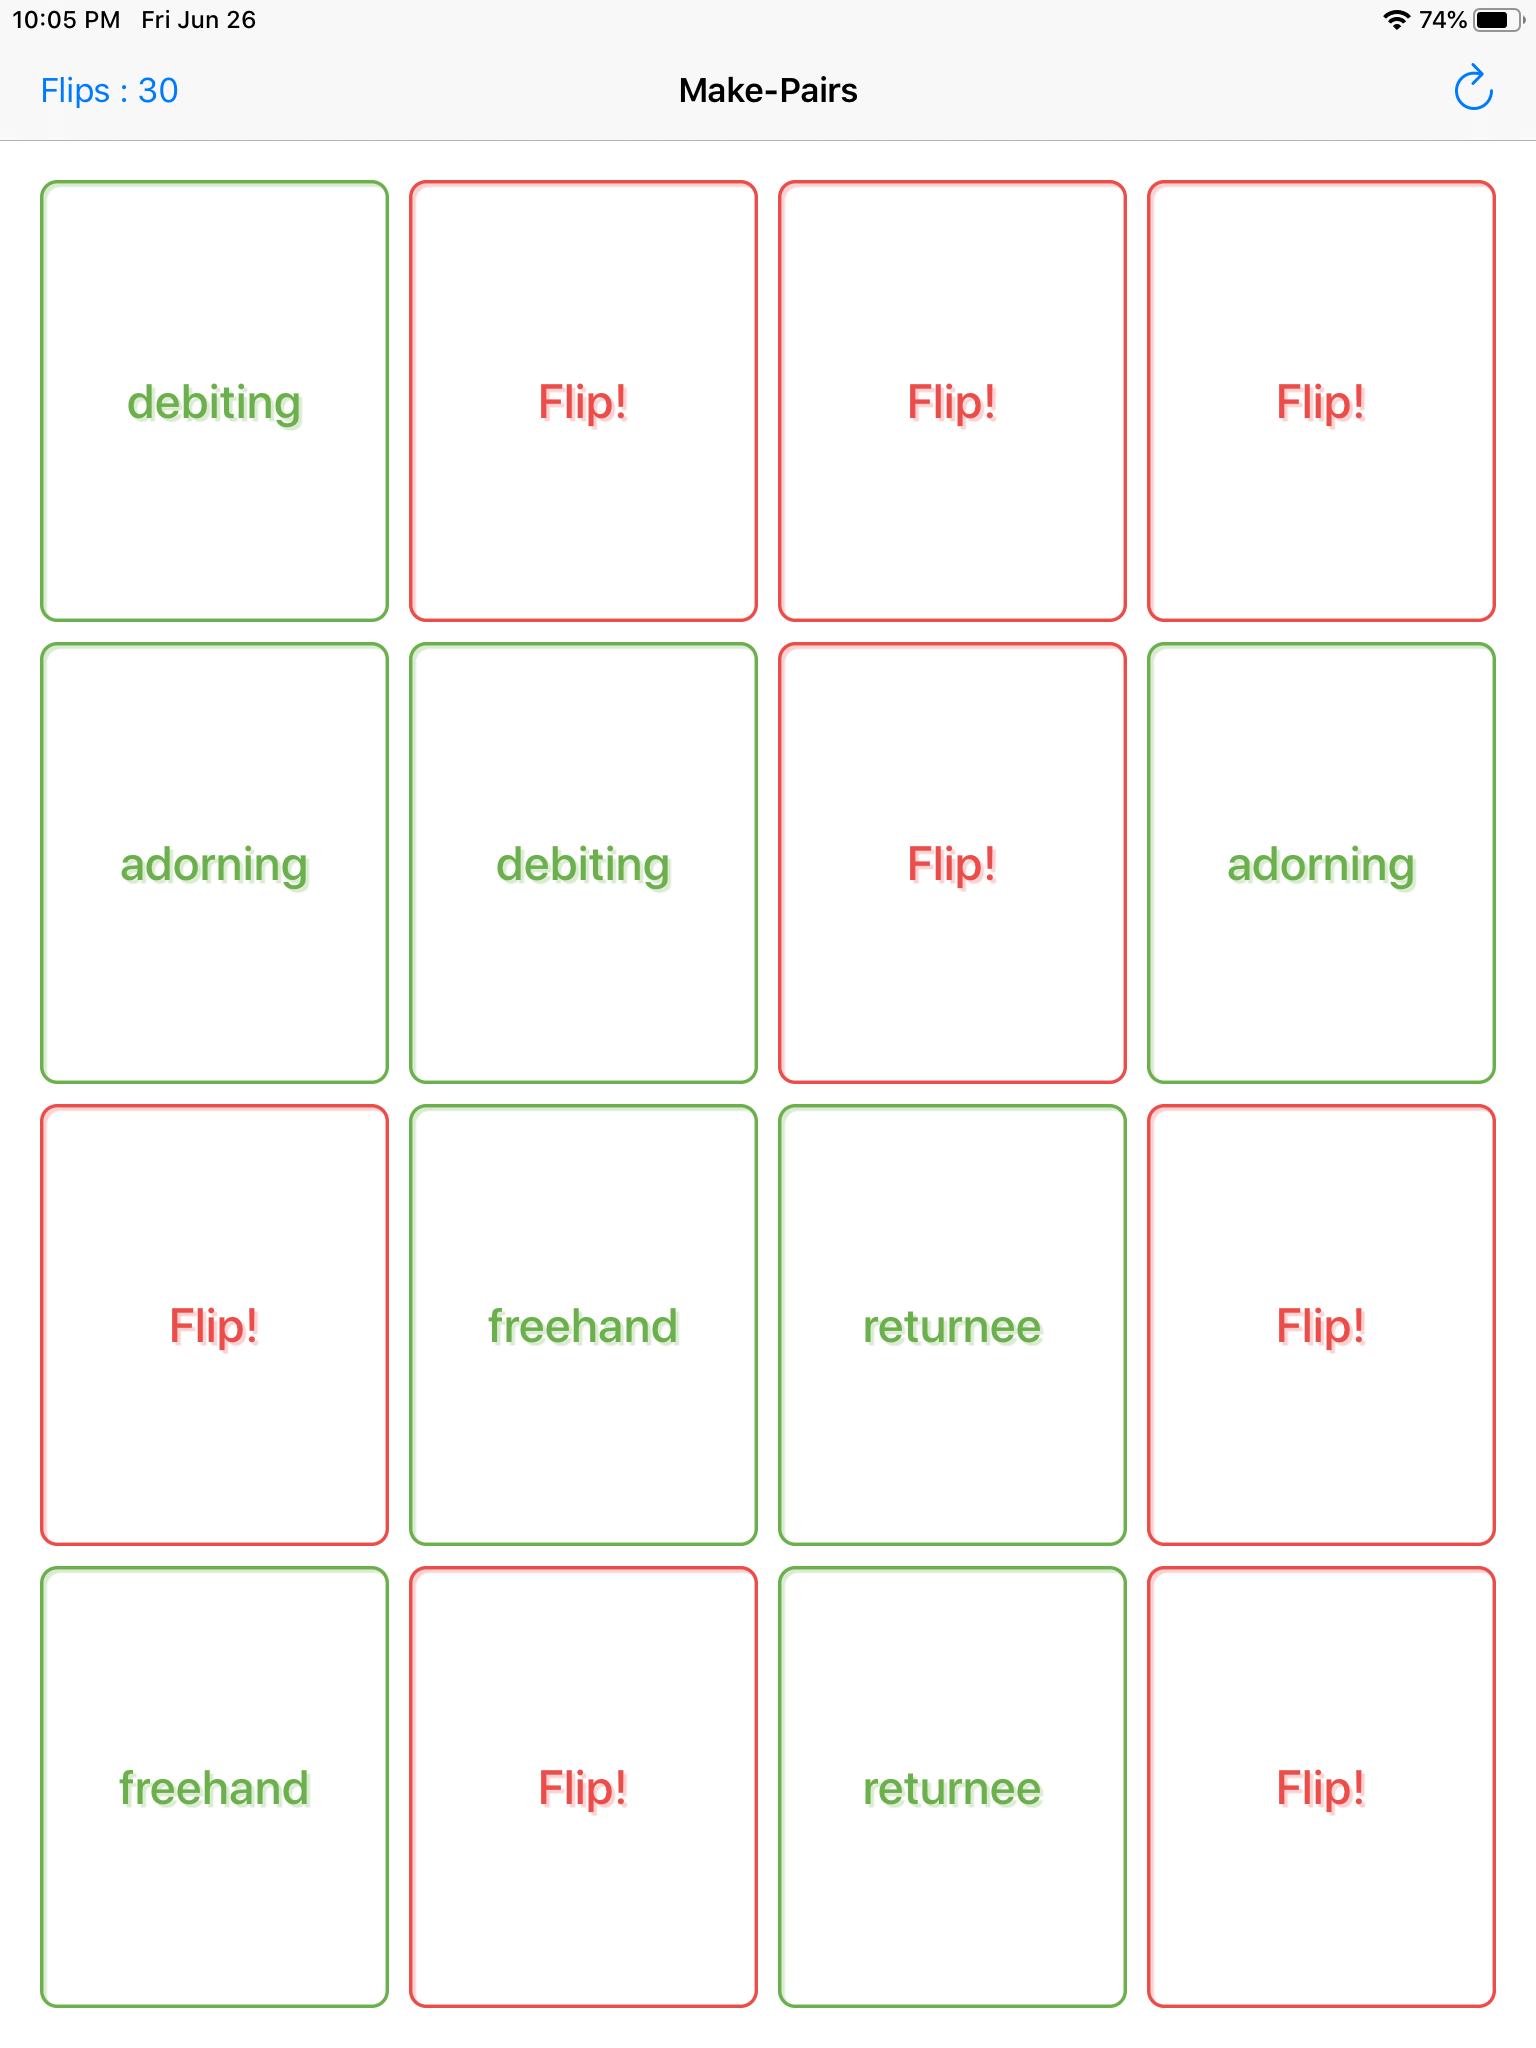 10:05 PM Fri Jun 26 74%
Flips : 30 Make-Pairs
debiting Flip! Flip! Flip!
adorning debiting Flip! adorning
Flip! freehand returnee Flip!
freehand Flip! returnee Flip!